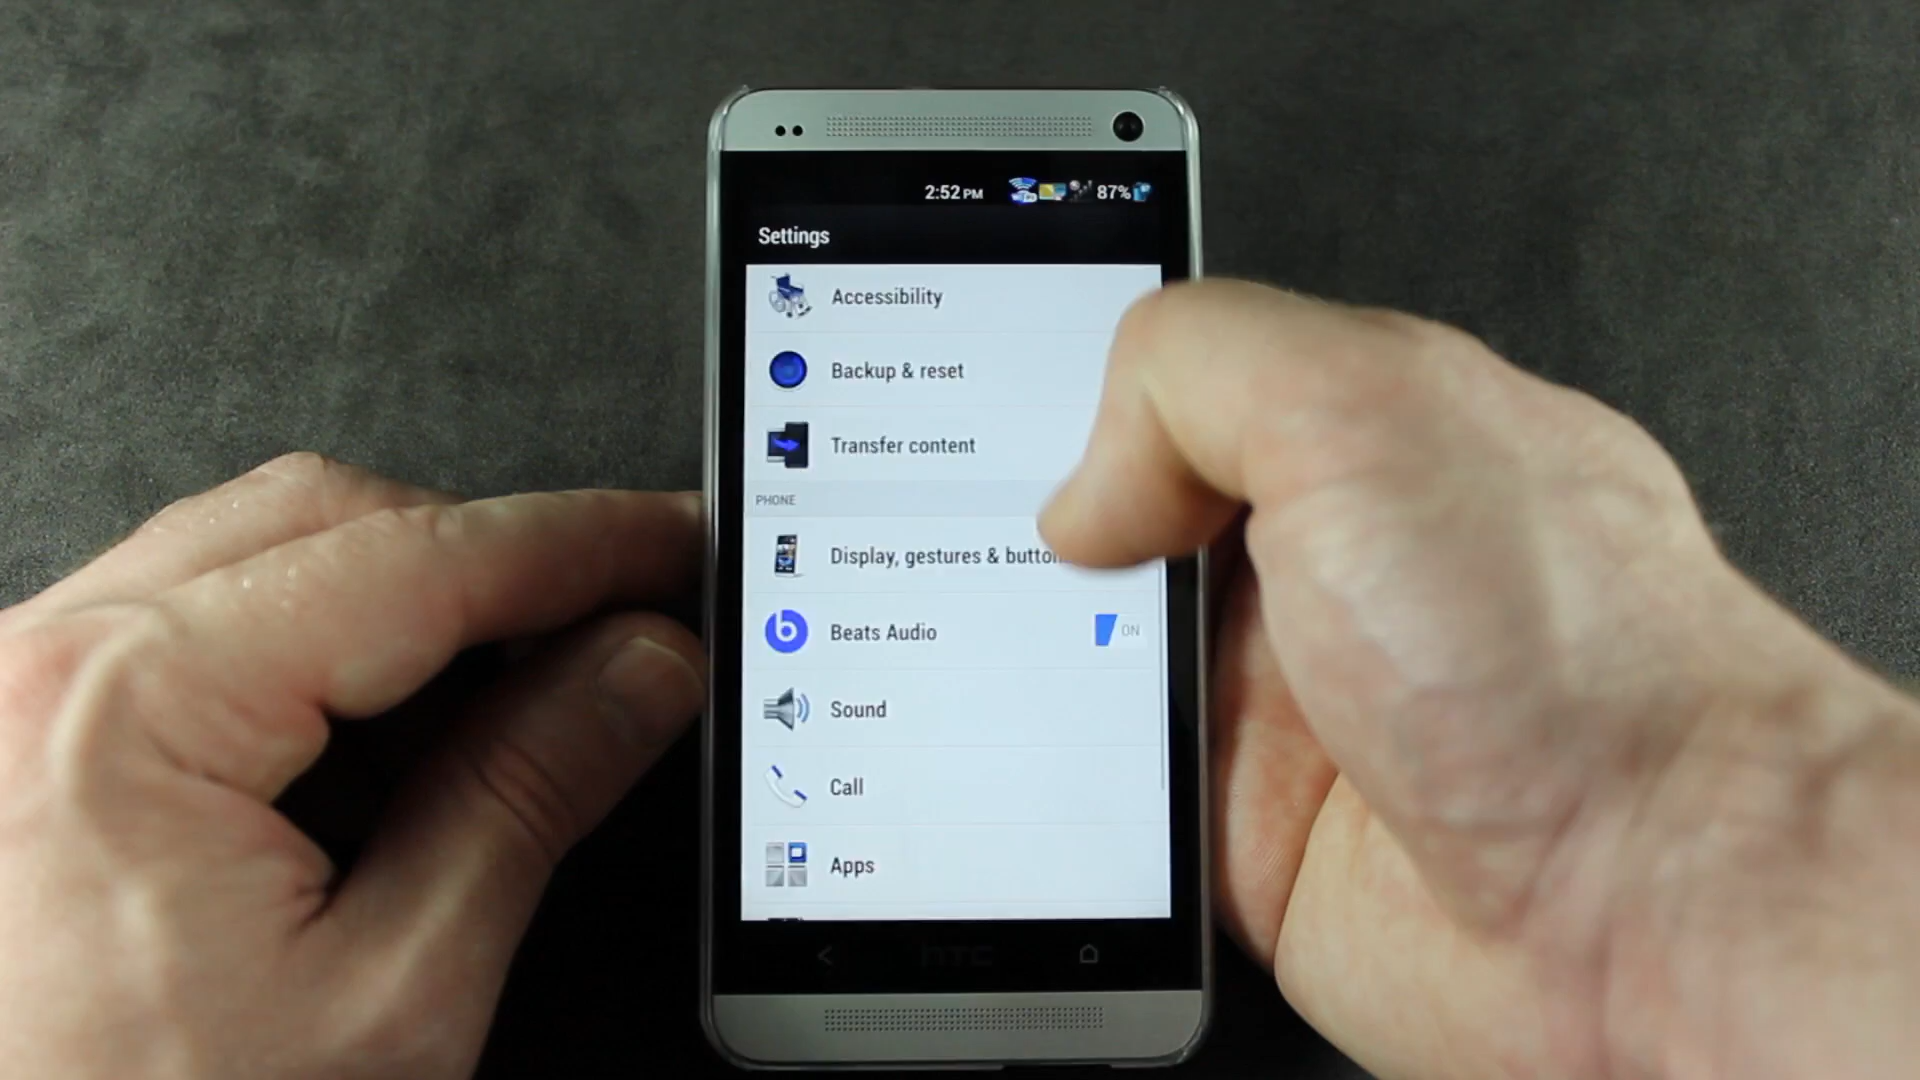 2:52 PM 87%
Settings
Accessibility
Backup & reset
Transfer content
PHONE
Display, gestures & button
Beats Audio ON
Sound
Call
Apps
hTC